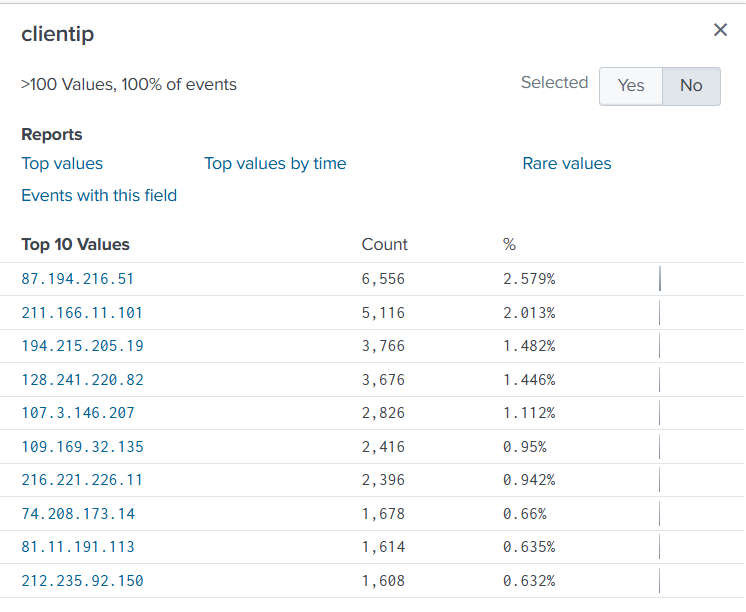 clientip
>100 Values, 100% of events
Selected Yes No
Reports
Top values Top values by time Rare values
Events with this field
Top 10 Values Count %
87.194.216.51 6,556 2.579%
211.166.11.101 5,116 2.013%
194.215.205.19 3,766 1.482%
128.241.220.82 3,676 1.446%
107.3.146.207 2,826 1.112%
109.169.32.135 2,416 0.95%
216.221.226.11 2,396 0.942%
74.208.173.14 1,678 0.66%
81.11.191.113 1,614 0.635%
212.235.92.150 1,608 0.632%